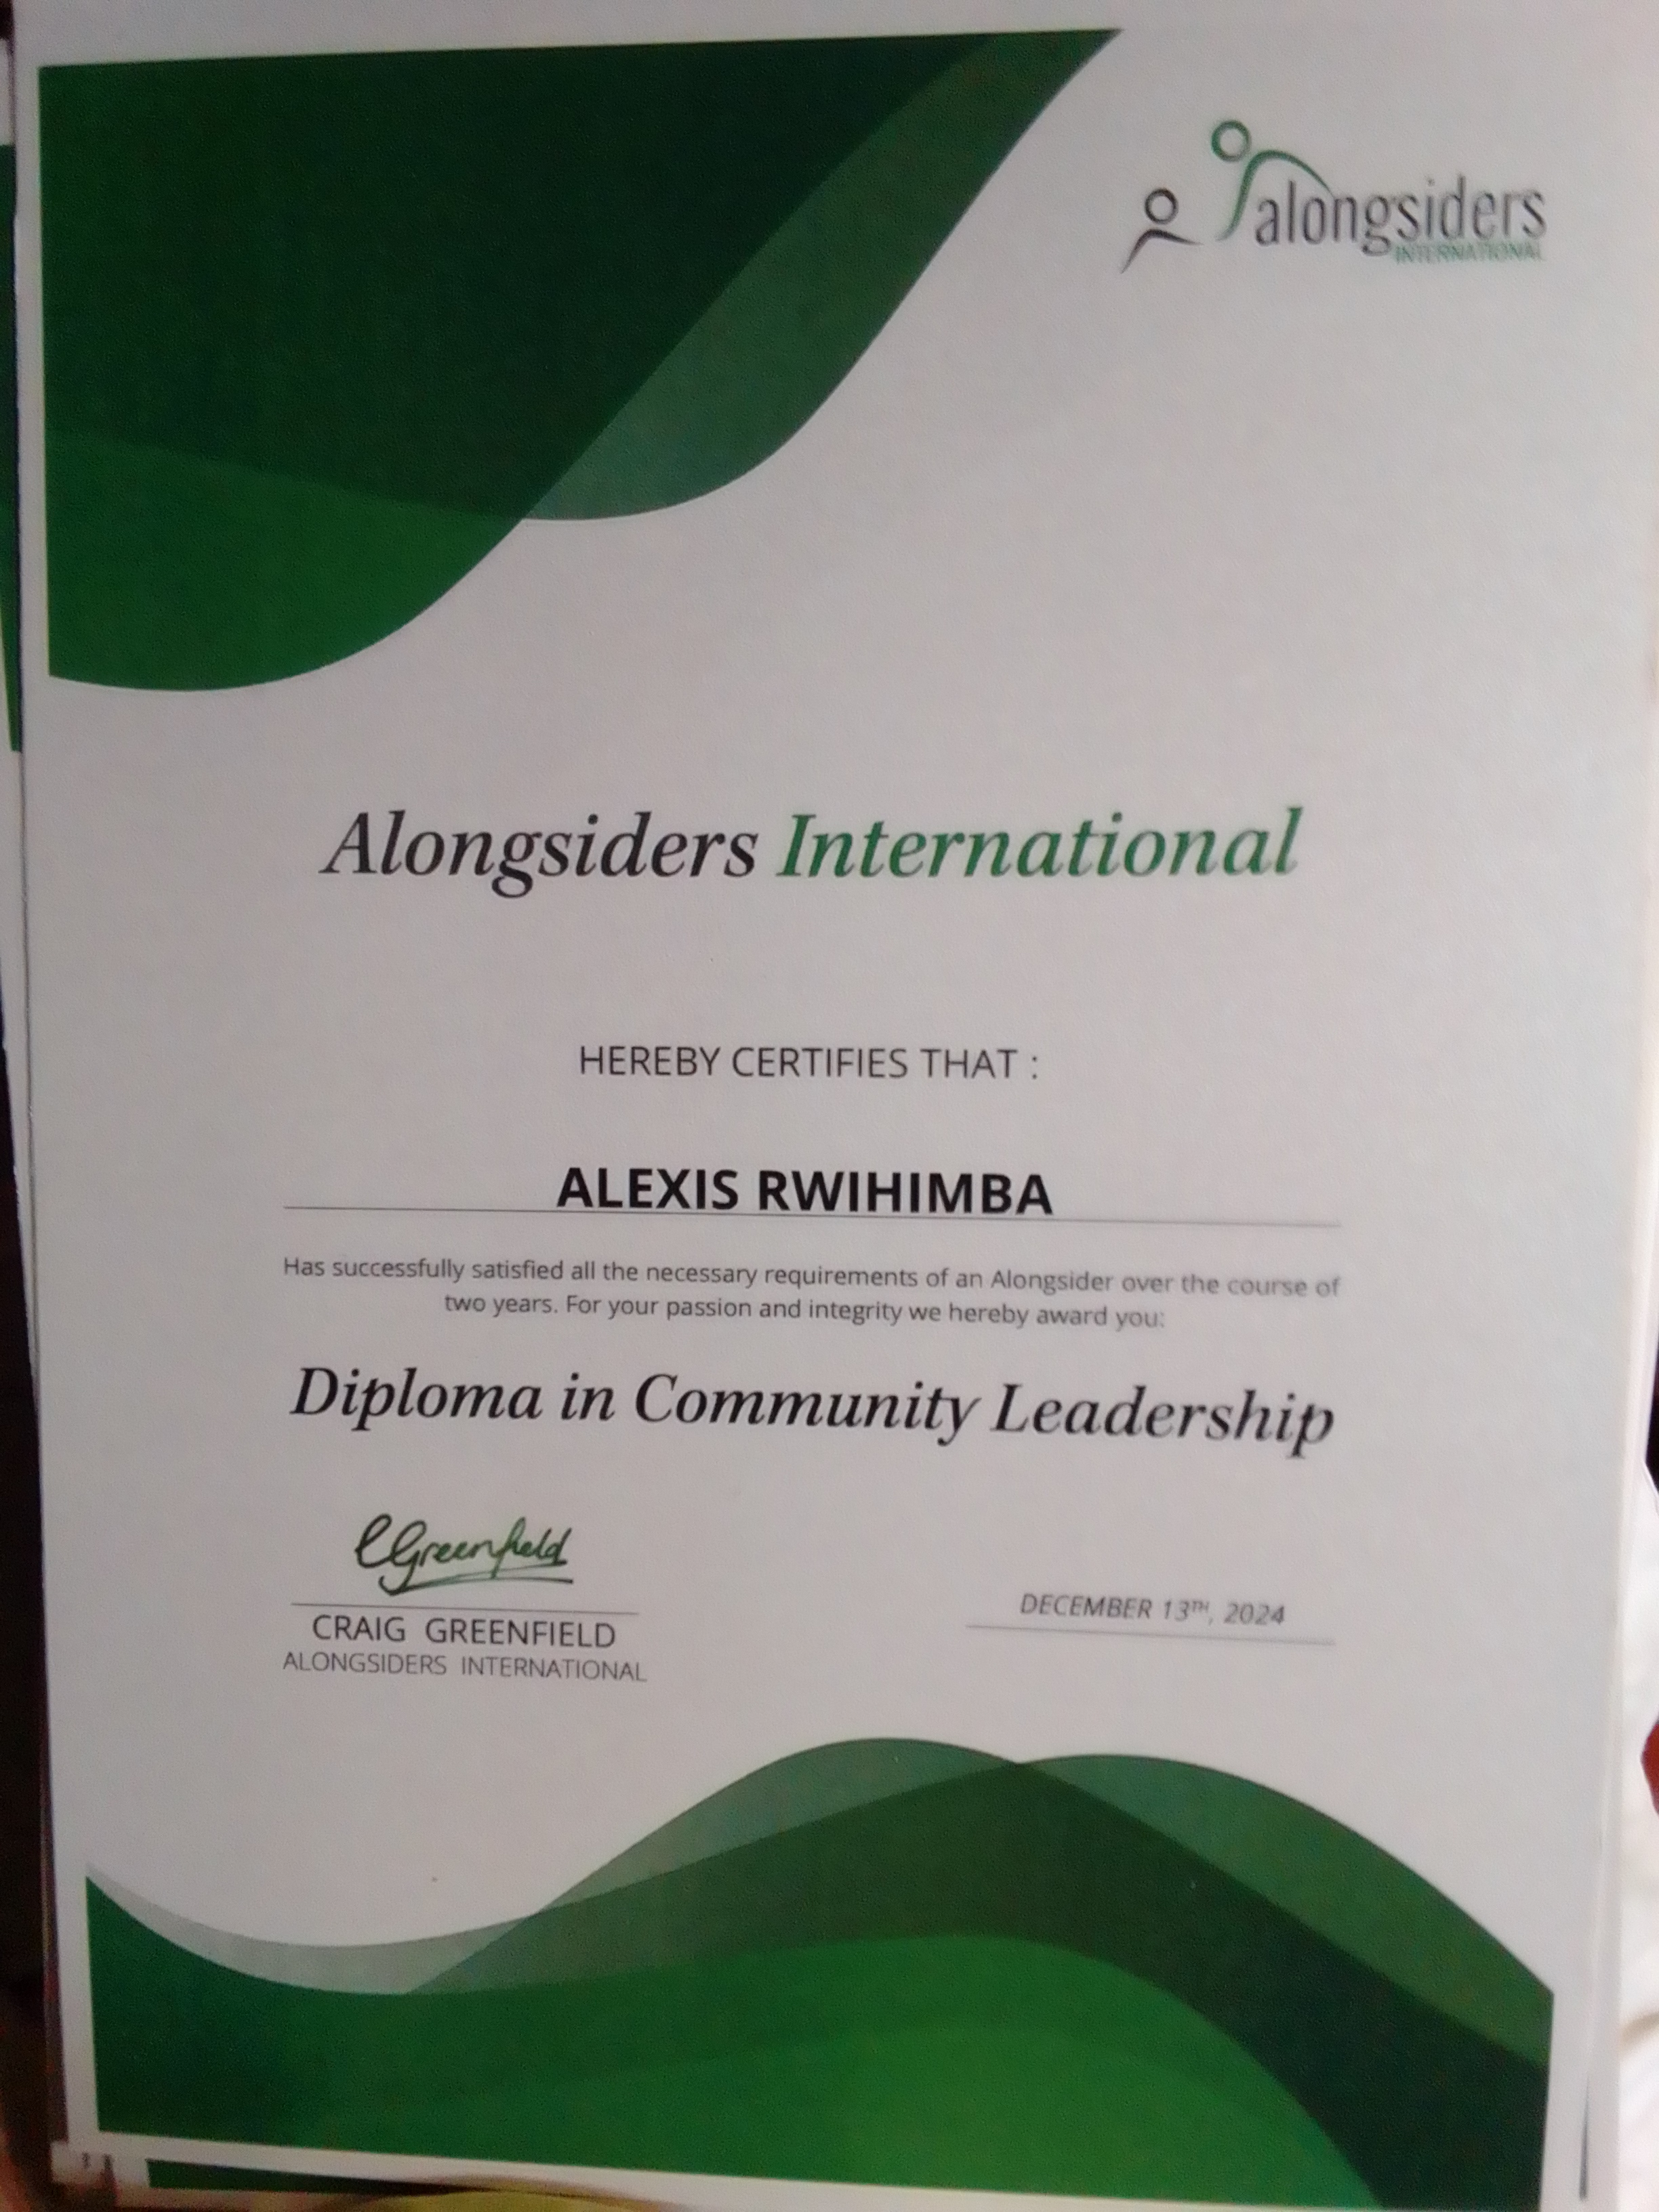 alongsiders
INTERNATIONAL
Alongsiders International
HEREBY CERTIFIES THAT :
ALEXIS RWIHIMBA
Has successfully satisfied all the necessary requirements of an Alongsider over the course of
two years. For your passion and integrity we hereby award you:
Diploma in Community Leadership
CGreenfield
CRAIG GREENFIELD
ALONGSIDERS INTERNATIONAL
DECEMBER 13TH, 2024